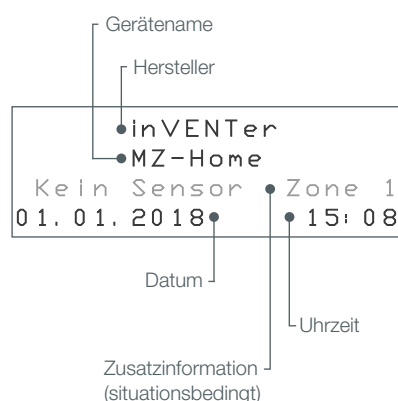 Gerätename
Hersteller
inVENTer
MZ-Home
Kein Sensor Zone 1
01.01.2018 15:08
Datum
Uhrzeit
Zusatzinformation
(situationsbedingt)